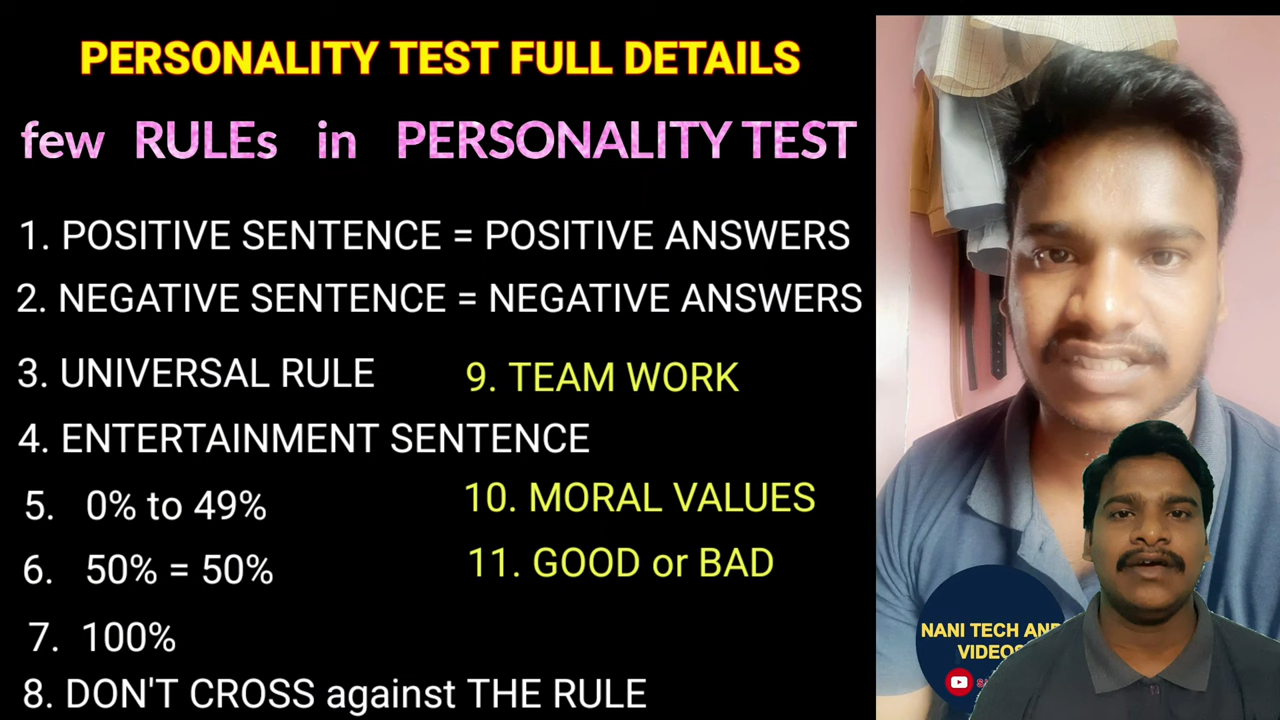 PERSONALITY TEST FULL DETAILS
few RULEs in PERSONALITY TEST
1. POSITIVE SENTENCE = POSITIVE ANSWERS
2. NEGATIVE SENTENCE = NEGATIVE ANSWERS
3. UNIVERSAL RULE
4. ENTERTAINMENT SENTENCE
5. 0% to 49%
6. 50% = 50%
7. 100%
8. DON'T CROSS against THE RULE
9. TEAM WORK
10. MORAL VALUES
11. GOOD or BAD
NANI TECH AND
VIDEOS